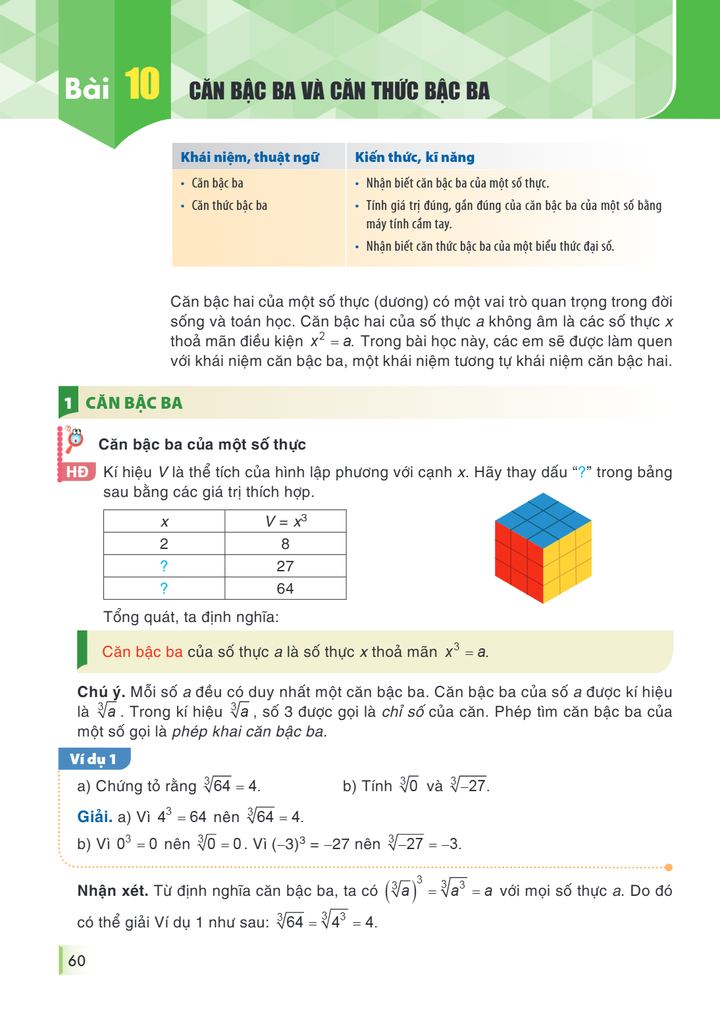 Bài 10 CĂN BẬC BA VÀ CĂN THỨC BẬC BA
Khái niệm, thuật ngữ
• Căn bậc ba
• Căn thức bậc ba
Kiến thức, kĩ năng
• Nhận biết căn bậc ba của một số thực.
• Tính giá trị đúng, gần đúng của căn bậc ba của một số bằng
máy tính cầm tay.
• Nhận biết căn thức bậc ba của một biểu thức đại số.
Căn bậc hai của một số thực (dương) có một vai trò quan trọng trong đời
sống và toán học. Căn bậc hai của số thực a không âm là các số thực x
thoả mãn điều kiện x² = a. Trong bài học này, các em sẽ được làm quen
với khái niệm căn bậc ba, một khái niệm tương tự khái niệm căn bậc hai.
1 CĂN BẬC BA
Căn bậc ba của một số thực
HĐ Kí hiệu V là thể tích của hình lập phương với cạnh x. Hãy thay dấu “?” trong bảng
sau bằng các giá trị thích hợp.
x V = x³
2 8
? 27
? 64
Tổng quát, ta định nghĩa:
Căn bậc ba của số thực a là số thực x thoả mãn x³ = a.
Chú ý. Mỗi số a đều có duy nhất một căn bậc ba. Căn bậc ba của số a được kí hiệu
là ∛a. Trong kí hiệu ∛a, số 3 được gọi là chỉ số của căn. Phép tìm căn bậc ba của
một số gọi là phép khai căn bậc ba.
Ví dụ 1
a) Chứng tỏ rằng ∛64 = 4. b) Tính ∛0 và ∛−27.
Giải. a) Vì 4³ = 64 nên ∛64 = 4.
b) Vì 0³ = 0 nên ∛0 = 0. Vì (−3)³ = −27 nên ∛−27 = −3.
Nhận xét. Từ định nghĩa căn bậc ba, ta có (∛a)³ = ∛a³ = a với mọi số thực a. Do đó
có thể giải Ví dụ 1 như sau: ∛64 = ∛4³ = 4.
60